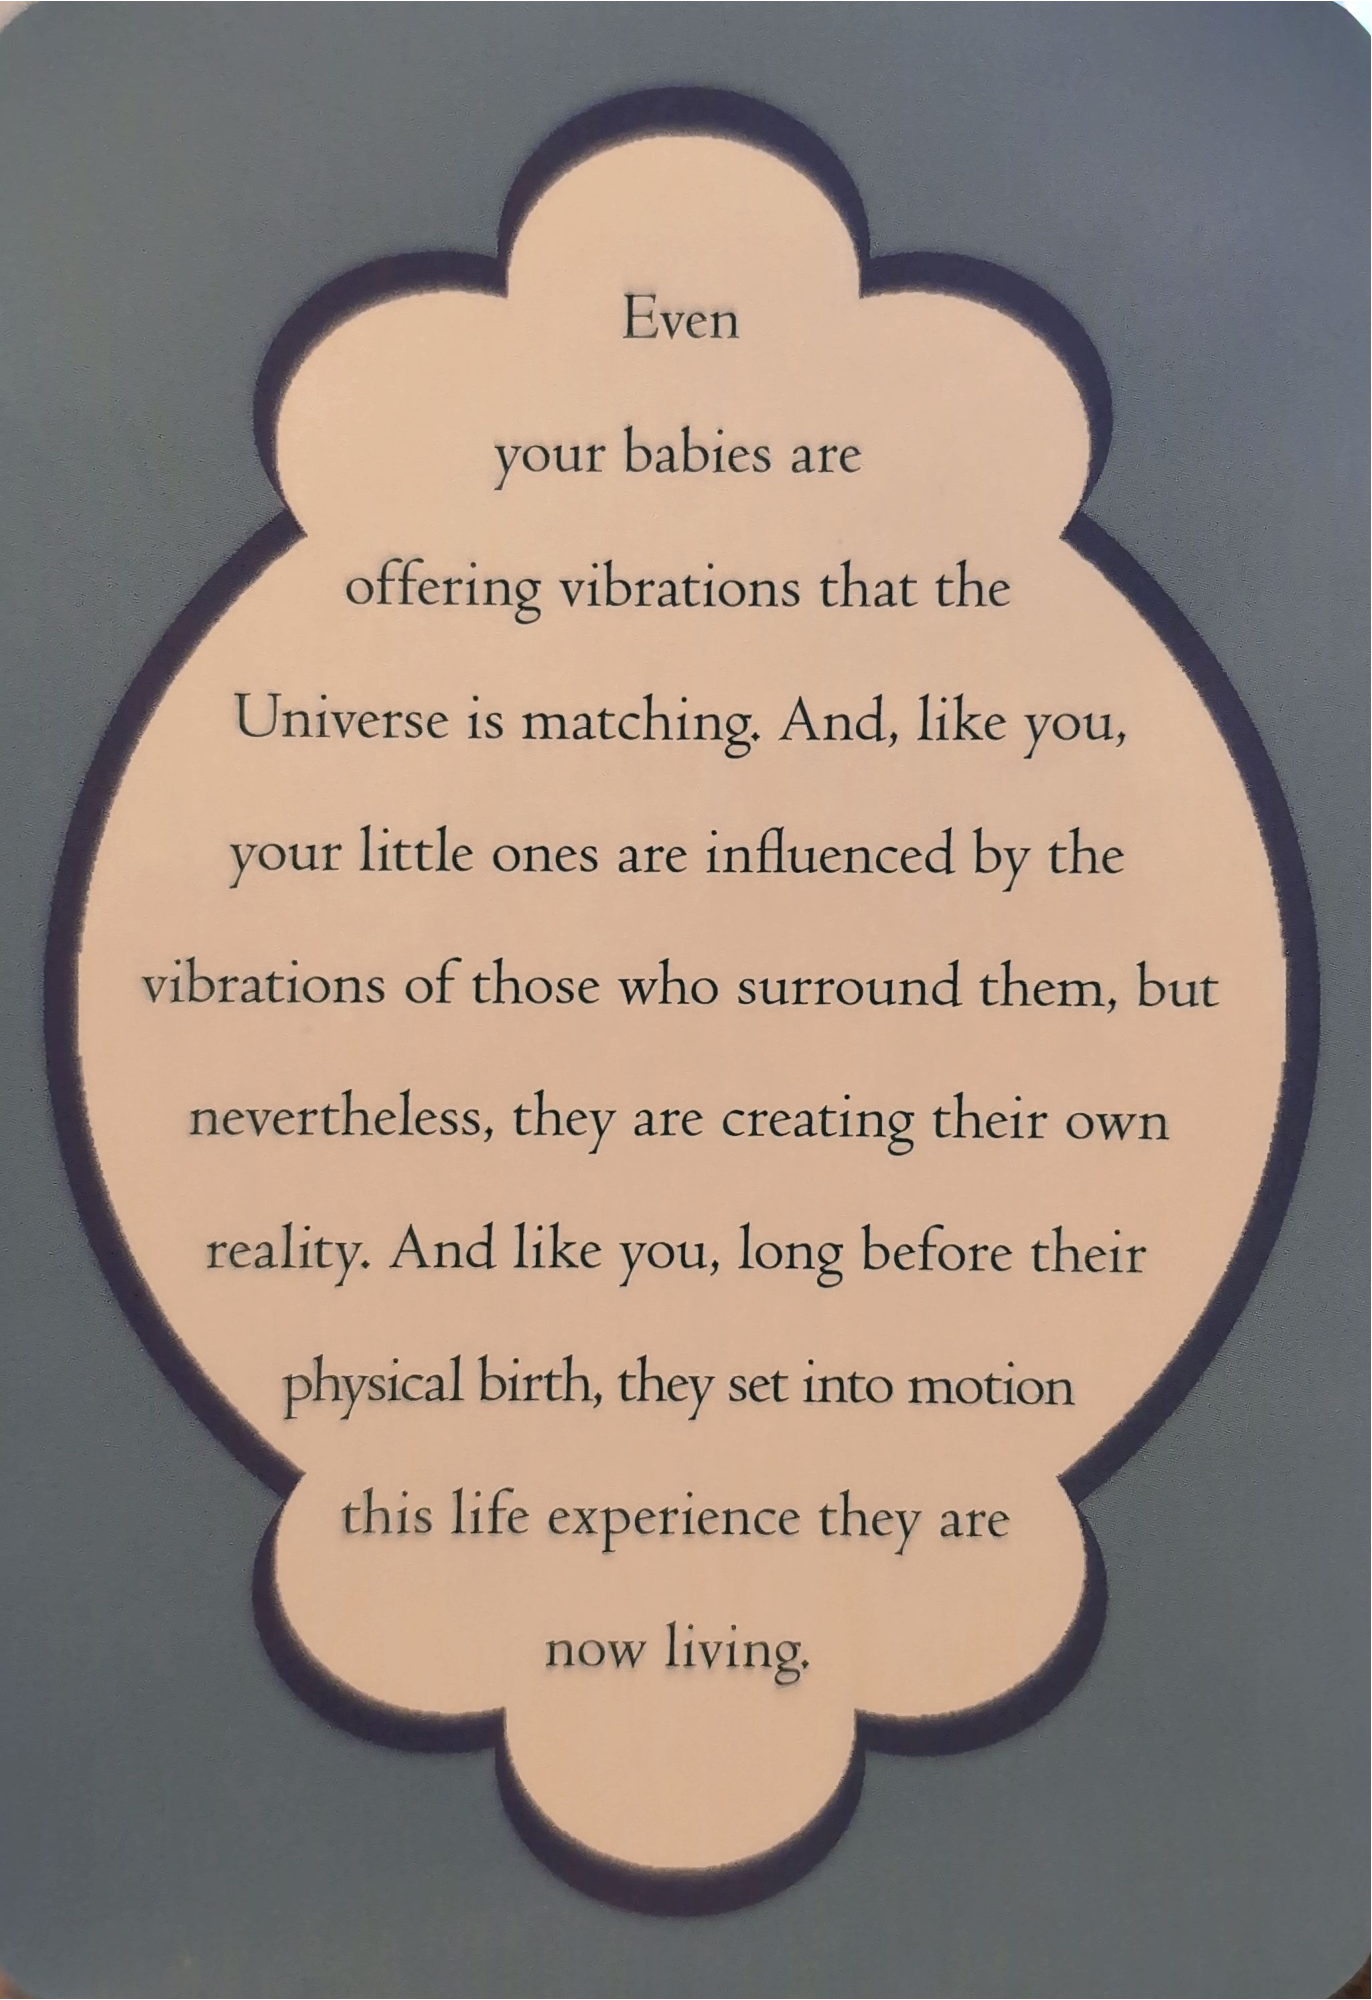 Even
your babies are
offering vibrations that the
Universe is matching. And, like you,
your little ones are influenced by the
vibrations of those who surround them, but
nevertheless, they are creating their own
reality. And like you, long before their
physical birth, they set into motion
this life experience they are
now living.